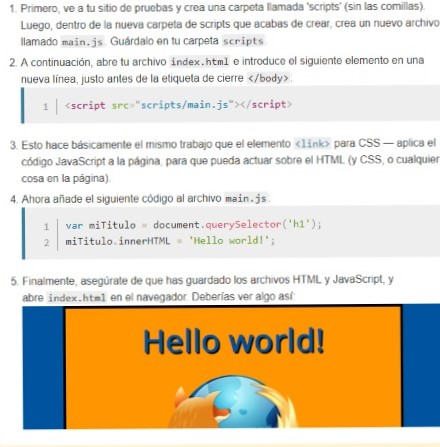 1. Primero, ve a tu sitio de pruebas y crea una carpeta llamada 'scripts' (sin las comillas).
Luego, dentro de la nueva carpeta de scripts que acabas de crear, crea un nuevo archivo
llamado main.js. Guárdalo en tu carpeta scripts.
2. A continuación, abre tu archivo index.html e introduce el siguiente elemento en una
nueva línea, justo antes de la etiqueta de cierre </body>:
1 <script src="scripts/main.js"></script>
3. Esto hace básicamente el mismo trabajo que el elemento <link> para CSS — aplica el
código JavaScript a la página, para que pueda actuar sobre el HTML (y CSS, o cualquier
cosa en la página).
4. Ahora añade el siguiente código al archivo main.js:
1 var miTitulo = document.querySelector('h1');
2 miTitulo.innerHTML = 'Hello world!';
5. Finalmente, asegúrate de que has guardado los archivos HTML y JavaScript, y
abre index.html en el navegador. Deberías ver algo así:
Hello world!